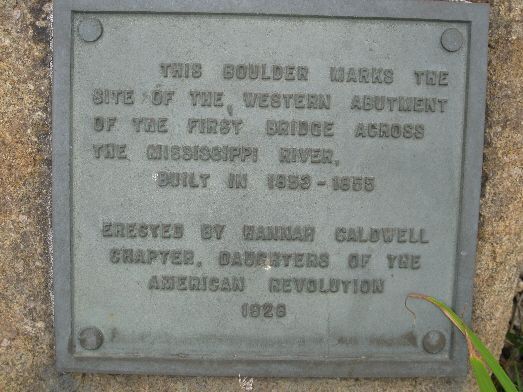 THIS BOULDER MARKS THE
SITE OF THE WESTERN ABUTMENT
OF THE FIRST BRIDGE ACROSS
THE MISSISSIPPI RIVER,
BUILT IN 1853-1855
ERECTED BY HANNAH CALDWELL
CHAPTER, DAUGHTERS OF THE
AMERICAN REVOLUTION
1928